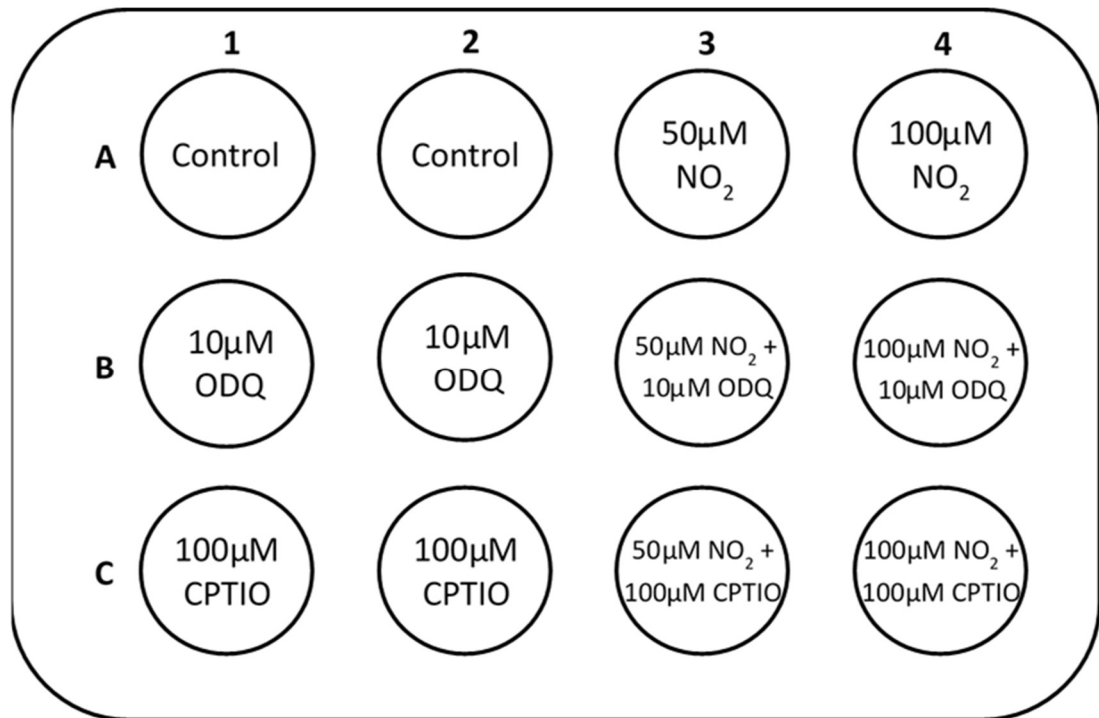 1 2 3 4
A
Control
Control
50µM
NO₂
100µM
NO₂
B
10µM
ODQ
10µM
ODQ
50µM NO₂ +
10µM ODQ
100µM NO₂ +
10µM ODQ
C
100µM
CPTIO
100µM
CPTIO
50µM NO₂ +
100µM CPTIO
100µM NO₂ +
100µM CPTIO